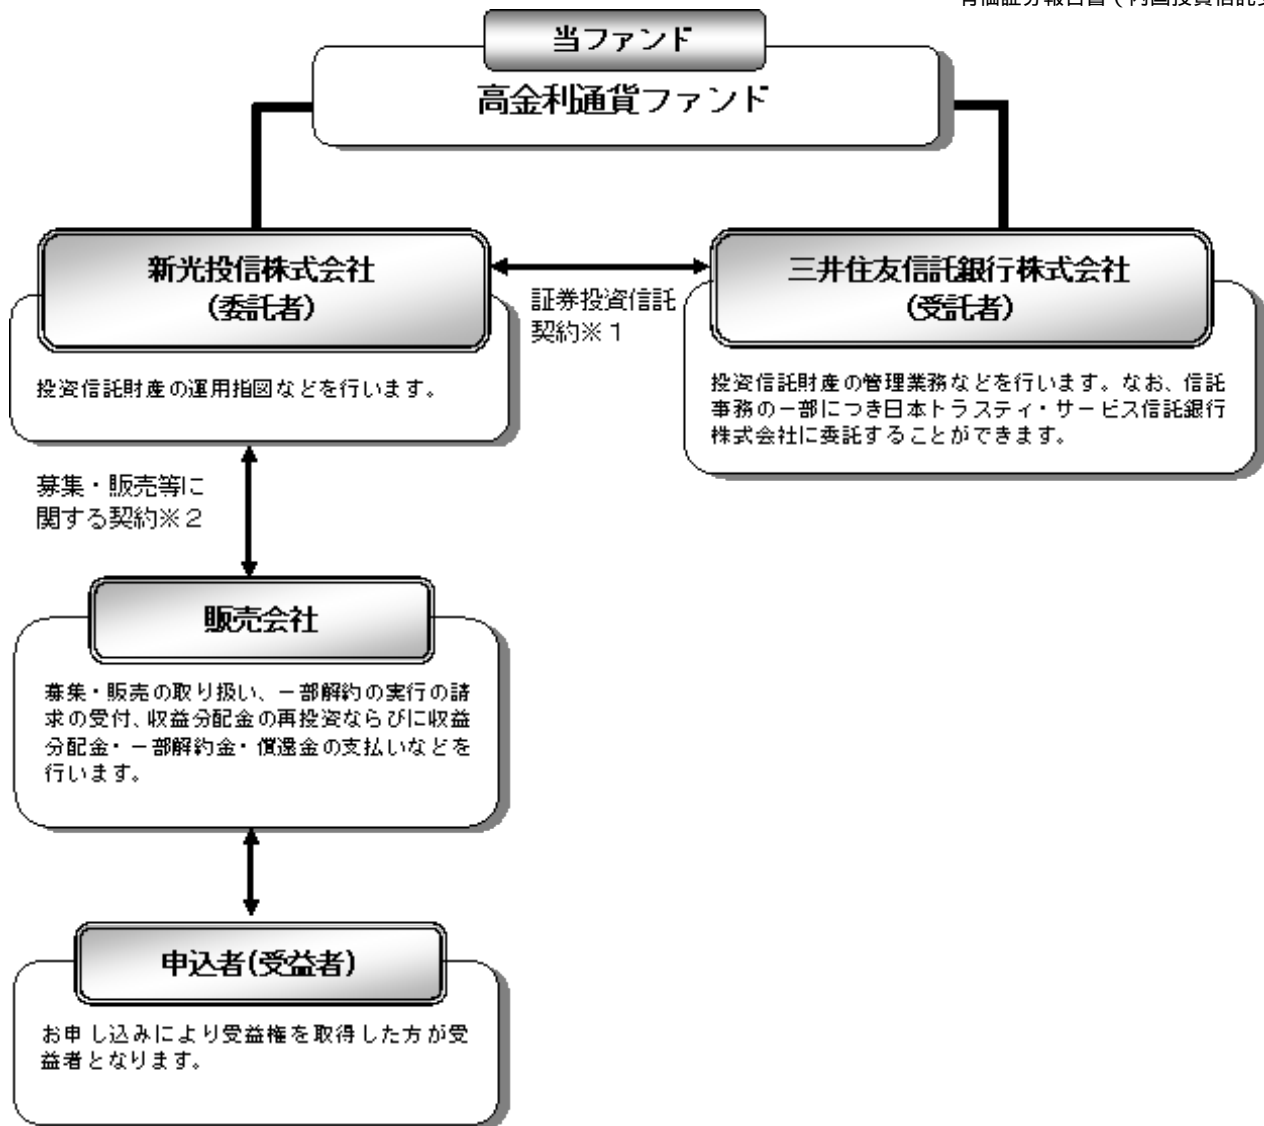 当ファンド
高金利通貨ファンド
新光投信株式会社
(委託者)
投資信託財産の運用指図などを行います。
証券投資信託
契約※1
三井住友信託銀行株式会社
(受託者)
投資信託財産の管理業務などを行います。なお、信託
事務の一部につき日本トラスティ・サービス信託銀行
株式会社に委託することができます。
募集・販売等に
関する契約※2
販売会社
募集・販売の取り扱い、一部解約の実行の請
求の受付、収益分配金の再投資ならびに収益
分配金・一部解約金・償還金の支払いなどを
行います。
申込者(受益者)
お申し込みにより受益権を取得した方が受
益者となります。